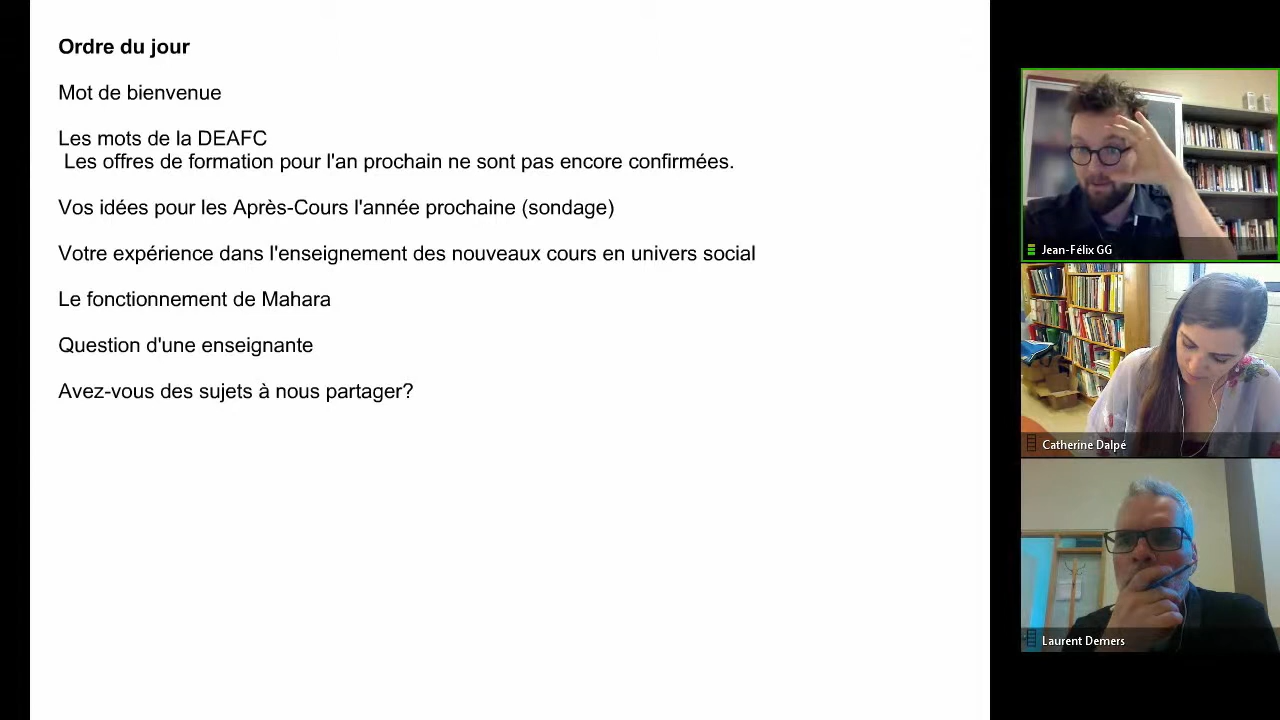 Ordre du jour
Mot de bienvenue
Les mots de la DEAFC
Les offres de formation pour l'an prochain ne sont pas encore confirmées.
Vos idées pour les Après-Cours l'année prochaine (sondage)
Votre expérience dans l'enseignement des nouveaux cours en univers social
Le fonctionnement de Mahara
Question d'une enseignante
Avez-vous des sujets à nous partager?
Jean-Félix GG
Catherine Dalpé
Laurent Demers